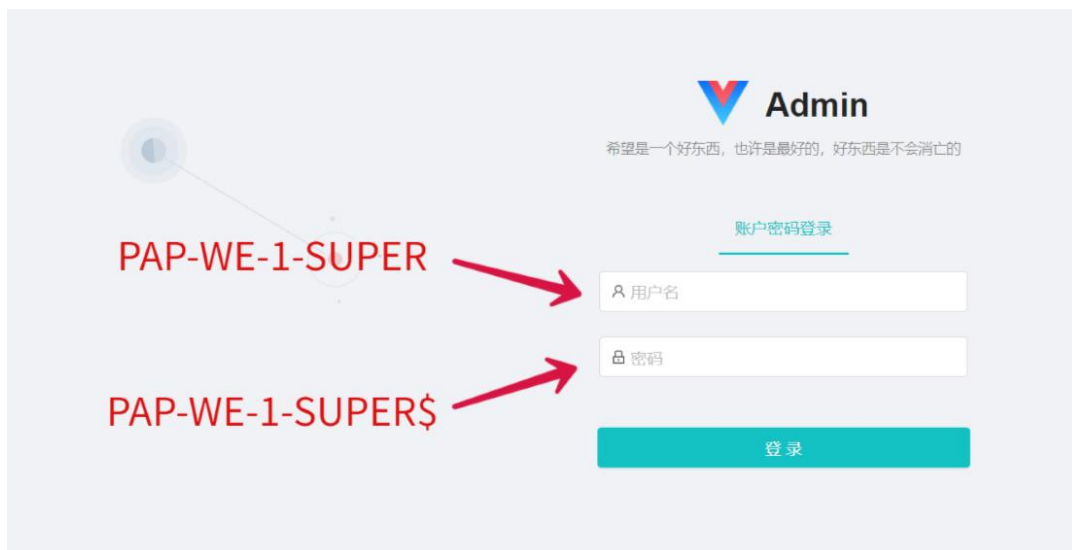 Admin
希望是一个好东西，也许是最好的，好东西是不会消亡的
账户密码登录
PAP-WE-1-SUPER
用户名
密码
PAP-WE-1-SUPER$
登录